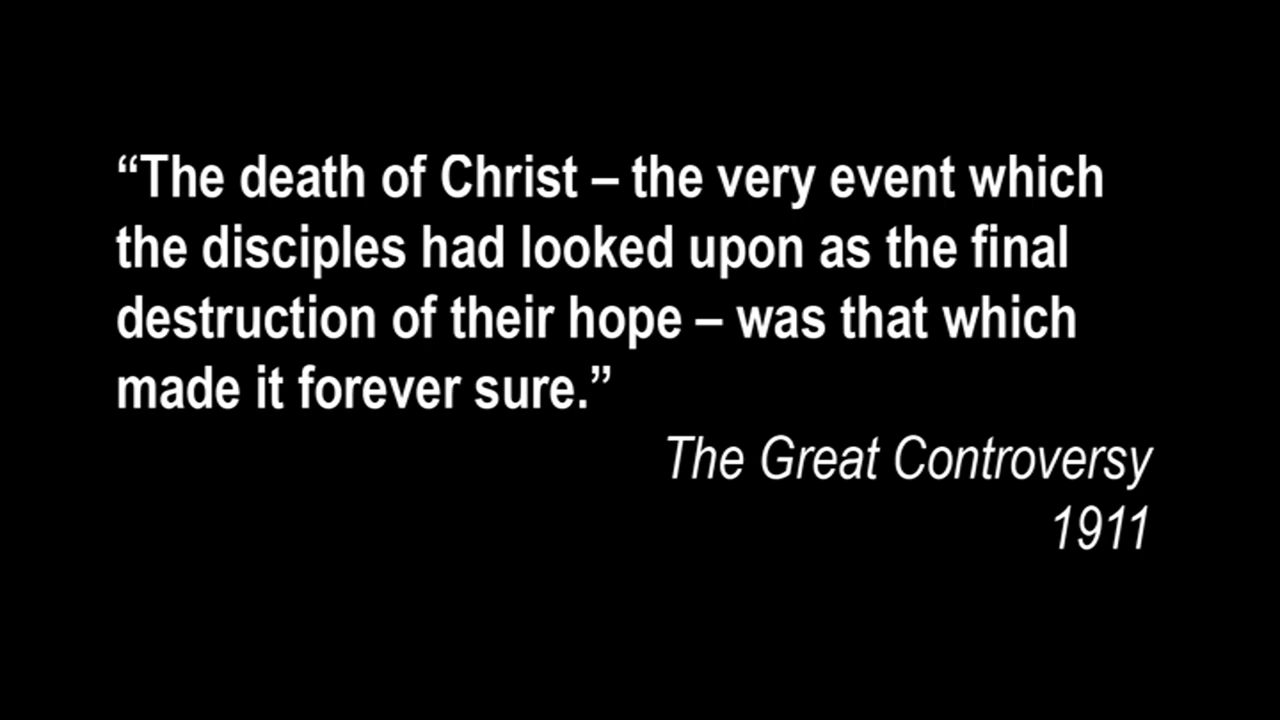 “The death of Christ – the very event which
the disciples had looked upon as the final
destruction of their hope – was that which
made it forever sure.”
The Great Controversy
1911